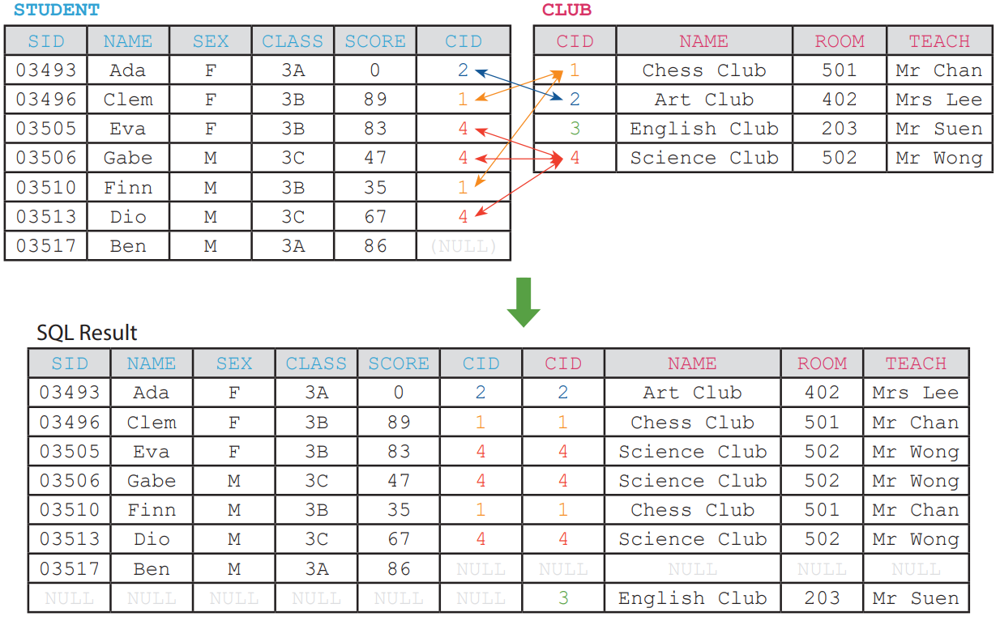 STUDENT CLUB
SID NAME SEX CLASS SCORE CID CID NAME ROOM TEACH
03493 Ada F 3A 0 2 1 Chess Club 501 Mr Chan
03496 Clem F 3B 89 1 2 Art Club 402 Mrs Lee
03505 Eva F 3B 83 4 3 English Club 203 Mr Suen
03506 Gabe M 3C 47 4 4 Science Club 502 Mr Wong
03510 Finn M 3B 35 1
03513 Dio M 3C 67 4
03517 Ben M 3A 86 (NULL)
SQL Result
SID NAME SEX CLASS SCORE CID CID NAME ROOM TEACH
03493 Ada F 3A 0 2 2 Art Club 402 Mrs Lee
03496 Clem F 3B 89 1 1 Chess Club 501 Mr Chan
03505 Eva F 3B 83 4 4 Science Club 502 Mr Wong
03506 Gabe M 3C 47 4 4 Science Club 502 Mr Wong
03510 Finn M 3B 35 1 1 Chess Club 501 Mr Chan
03513 Dio M 3C 67 4 4 Science Club 502 Mr Wong
03517 Ben M 3A 86 NULL NULL NULL NULL NULL
NULL NULL NULL NULL NULL NULL 3 English Club 203 Mr Suen